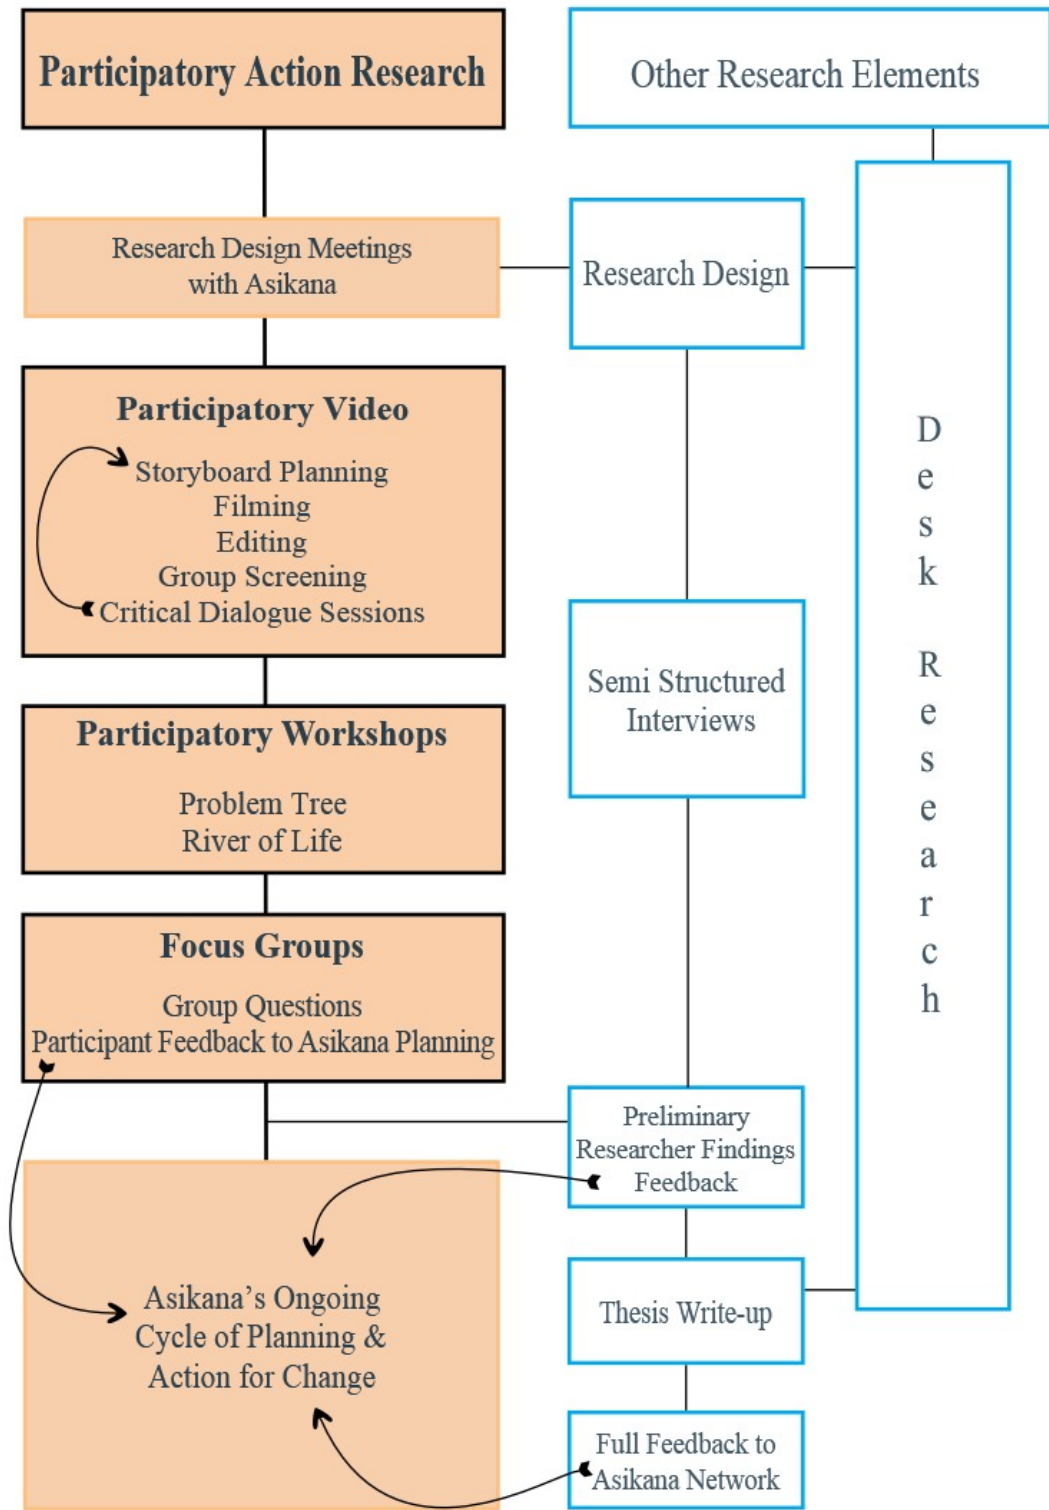 Participatory Action Research
Other Research Elements
Research Design Meetings
with Asikana
Research Design
Participatory Video
Storyboard Planning
Filming
Editing
Group Screening
Critical Dialogue Sessions
Desk Research
Semi Structured
Interviews
Participatory Workshops
Problem Tree
River of Life
Focus Groups
Group Questions
Participant Feedback to Asikana Planning
Preliminary
Researcher Findings
Feedback
Asikana’s Ongoing
Cycle of Planning &
Action for Change
Thesis Write-up
Full Feedback to
Asikana Network